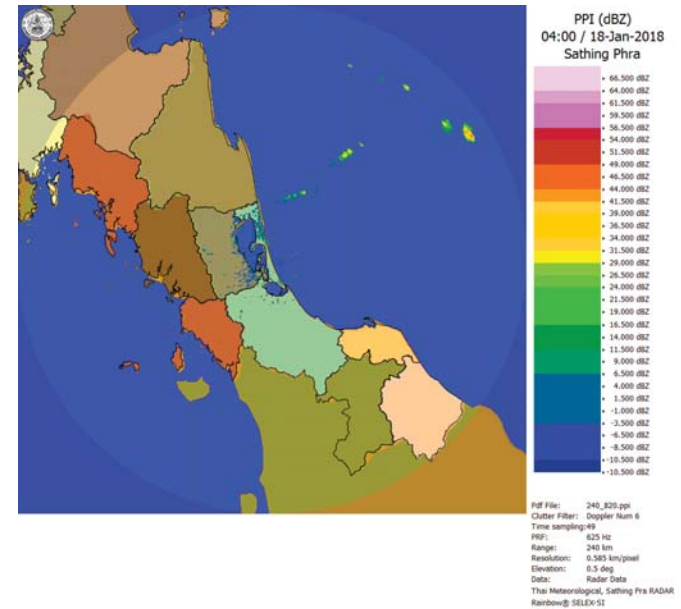 PPI (dBZ)
04:00 / 18-Jan-2018
Sathing Phra
66.500 dBZ
64.000 dBZ
61.500 dBZ
59.500 dBZ
56.500 dBZ
54.000 dBZ
51.500 dBZ
49.000 dBZ
46.500 dBZ
44.000 dBZ
41.500 dBZ
39.000 dBZ
36.500 dBZ
34.000 dBZ
31.500 dBZ
29.000 dBZ
26.500 dBZ
24.000 dBZ
21.500 dBZ
19.000 dBZ
16.500 dBZ
14.000 dBZ
11.500 dBZ
9.000 dBZ
6.500 dBZ
4.000 dBZ
1.500 dBZ
-1.000 dBZ
-3.500 dBZ
-6.500 dBZ
-8.500 dBZ
-10.500 dBZ
-10.500 dBZ
Pdf File: 240_820.ppi
Clutter Filter: Doppler Num 6
Time sampling:49
PRF: 625 Hz
Range: 240 km
Resolution: 0.585 km/pixel
Elevation: 0.5 deg
Data: Radar Data
Thai Meteorological, Sathing Pra RADAR
Rainbow® SELEX-SI